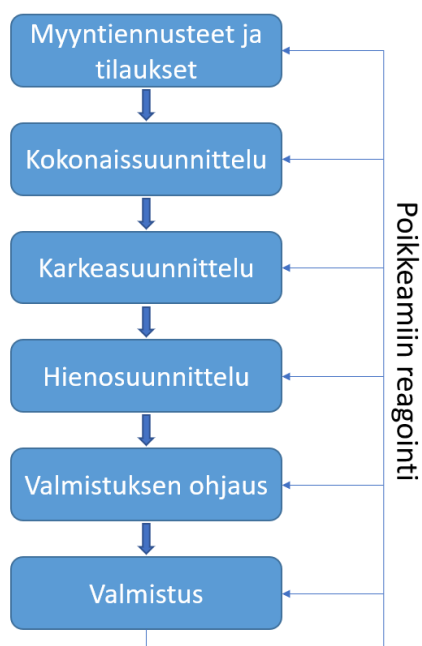 Myyntiennusteet ja
tilaukset
Kokonaissuunnittelu
Karkeasuunnittelu
Hienosuunnittelu
Valmistuksen ohjaus
Valmistus
Poikkeamiin reagointi